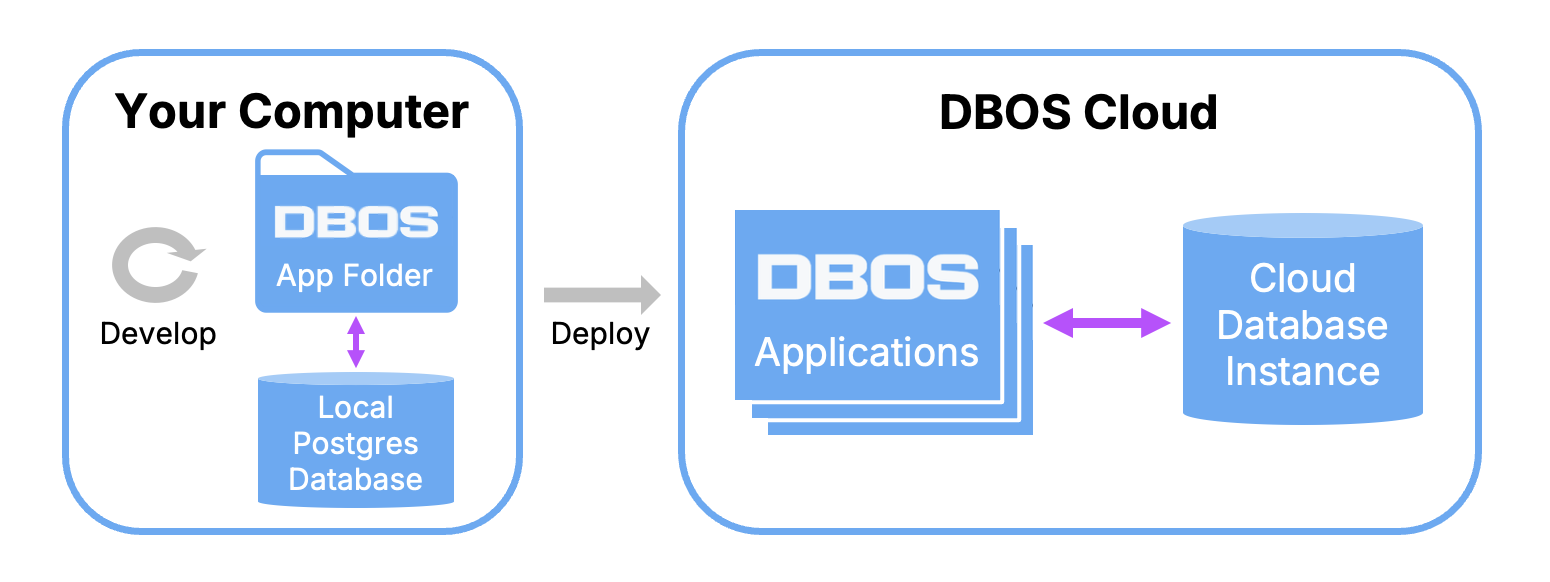 Your Computer
DBOS
App Folder
Develop
Local
Postgres
Database
Deploy
DBOS Cloud
DBOS
Applications
Cloud
Database
Instance